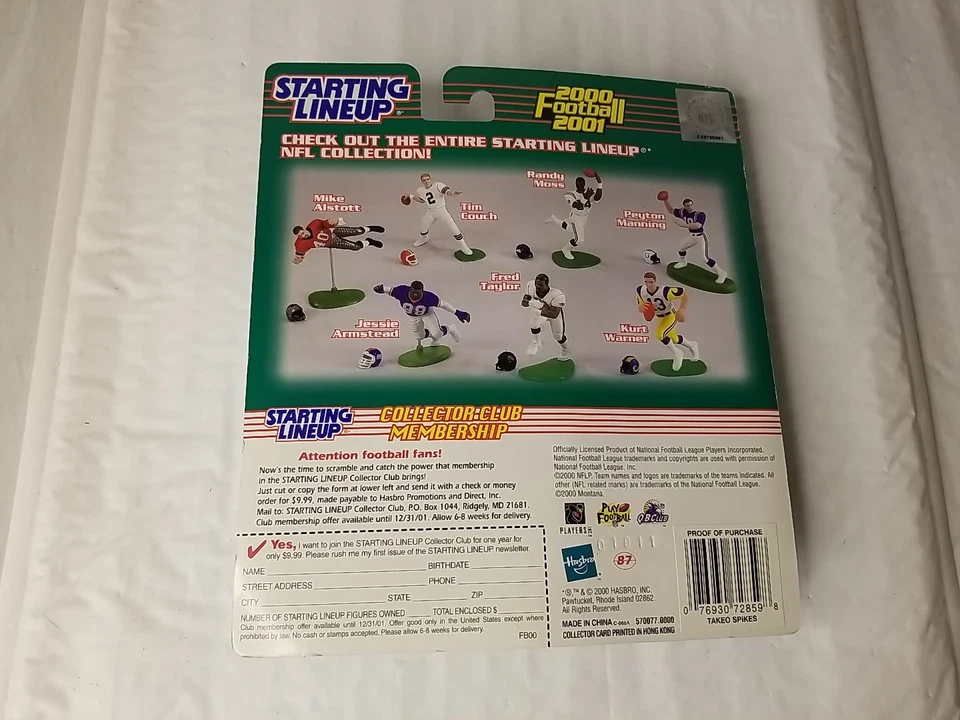 STARTING
LINEUP®
2000
Football
2001
NFL
CHECK OUT THE ENTIRE STARTING LINEUP®
NFL COLLECTION!
Mike
Alstott
2
Tim
Couch
Randy
Moss
Peyton
Manning
40
Jessie
Armstead
98
Fred
Taylor
Kurt
Warner
13
STARTING
LINEUP®
COLLECTOR CLUB
MEMBERSHIP
Attention football fans!
Now's the time to scramble and catch the power that membership
in the STARTING LINEUP Collector Club brings!
Just cut or copy the form at lower left and send it with a check or money
order for $9.99, made payable to Hasbro Promotions and Direct, Inc.
Mail to: STARTING LINEUP Collector Club, P.O. Box 1044, Ridgely, MD 21681.
Club membership offer available until 12/31/01. Allow 6-8 weeks for delivery.
Yes, I want to join the STARTING LINEUP Collector Club for one year for
only $9.99. Please rush me my first issue of the STARTING LINEUP newsletter.
NAME BIRTHDATE
STREET ADDRESS PHONE
CITY STATE ZIP
NUMBER OF STARTING LINEUP FIGURES OWNED TOTAL ENCLOSED $
Club membership offer available until 12/31/01. Offer good only in the United States except where
prohibited by law. No cash or stamps accepted. Please allow 6-8 weeks for delivery.
FB00
Officially Licensed Product of National Football League Players Incorporated.
National Football League trademarks and copyrights are used with permission of
National Football League, Inc.
©2000 NFLP. Team names and logos are trademarks of the teams indicated. All
other (NFL related marks) are trademarks of the National Football League.
©2000 Montana.
PLAYERS INC
PLAY
FOOTBALL
QB CLUB
01911
Hasbro
87
*®,™ & © 2000 HASBRO, INC.
Pawtucket, Rhode Island 02862
All Rights Reserved.
MADE IN CHINA C-060A 570077.0000
COLLECTOR CARD PRINTED IN HONG KONG
PROOF OF PURCHASE
0 76930 72859 8
TAKEO SPIKES